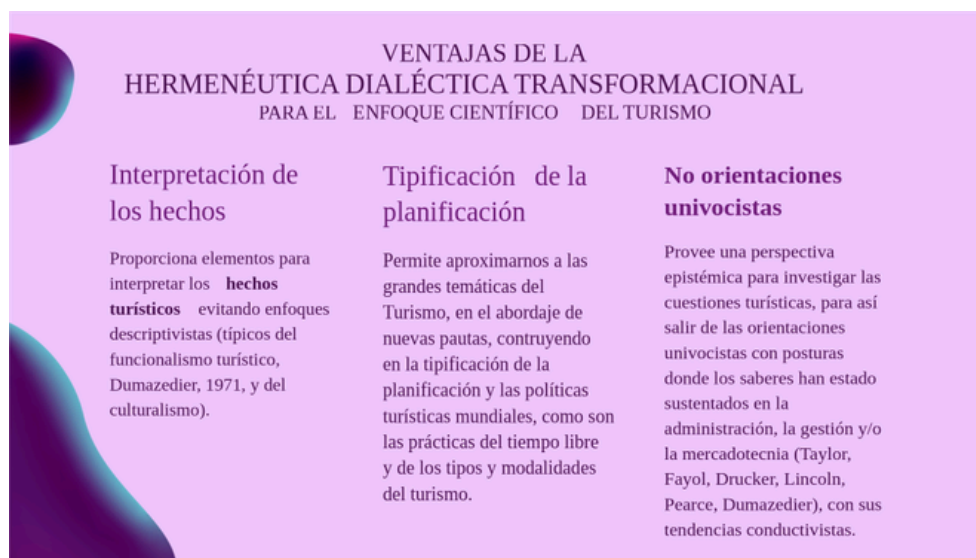 VENTAJAS DE LA
HERMENÉUTICA DIALÉCTICA TRANSFORMACIONAL
PARA EL ENFOQUE CIENTÍFICO DEL TURISMO
Interpretación de
los hechos
Proporciona elementos para
interpretar los hechos
turísticos evitando enfoques
descriptivistas (típicos del
funcionalismo turístico,
Dumazedier, 1971, y del
culturalismo).
Tipificación de la
planificación
Permite aproximarnos a las
grandes temáticas del
Turismo, en el abordaje de
nuevas pautas, contruyendo
en la tipificación de la
planificación y las políticas
turísticas mundiales, como son
las prácticas del tiempo libre
y de los tipos y modalidades
del turismo.
No orientaciones
univocistas
Provee una perspectiva
epistémica para investigar las
cuestiones turísticas, para así
salir de las orientaciones
univocistas con posturas
donde los saberes han estado
sustentados en la
administración, la gestión y/o
la mercadotecnia (Taylor,
Fayol, Drucker, Lincoln,
Pearce, Dumazedier), con sus
tendencias conductivistas.